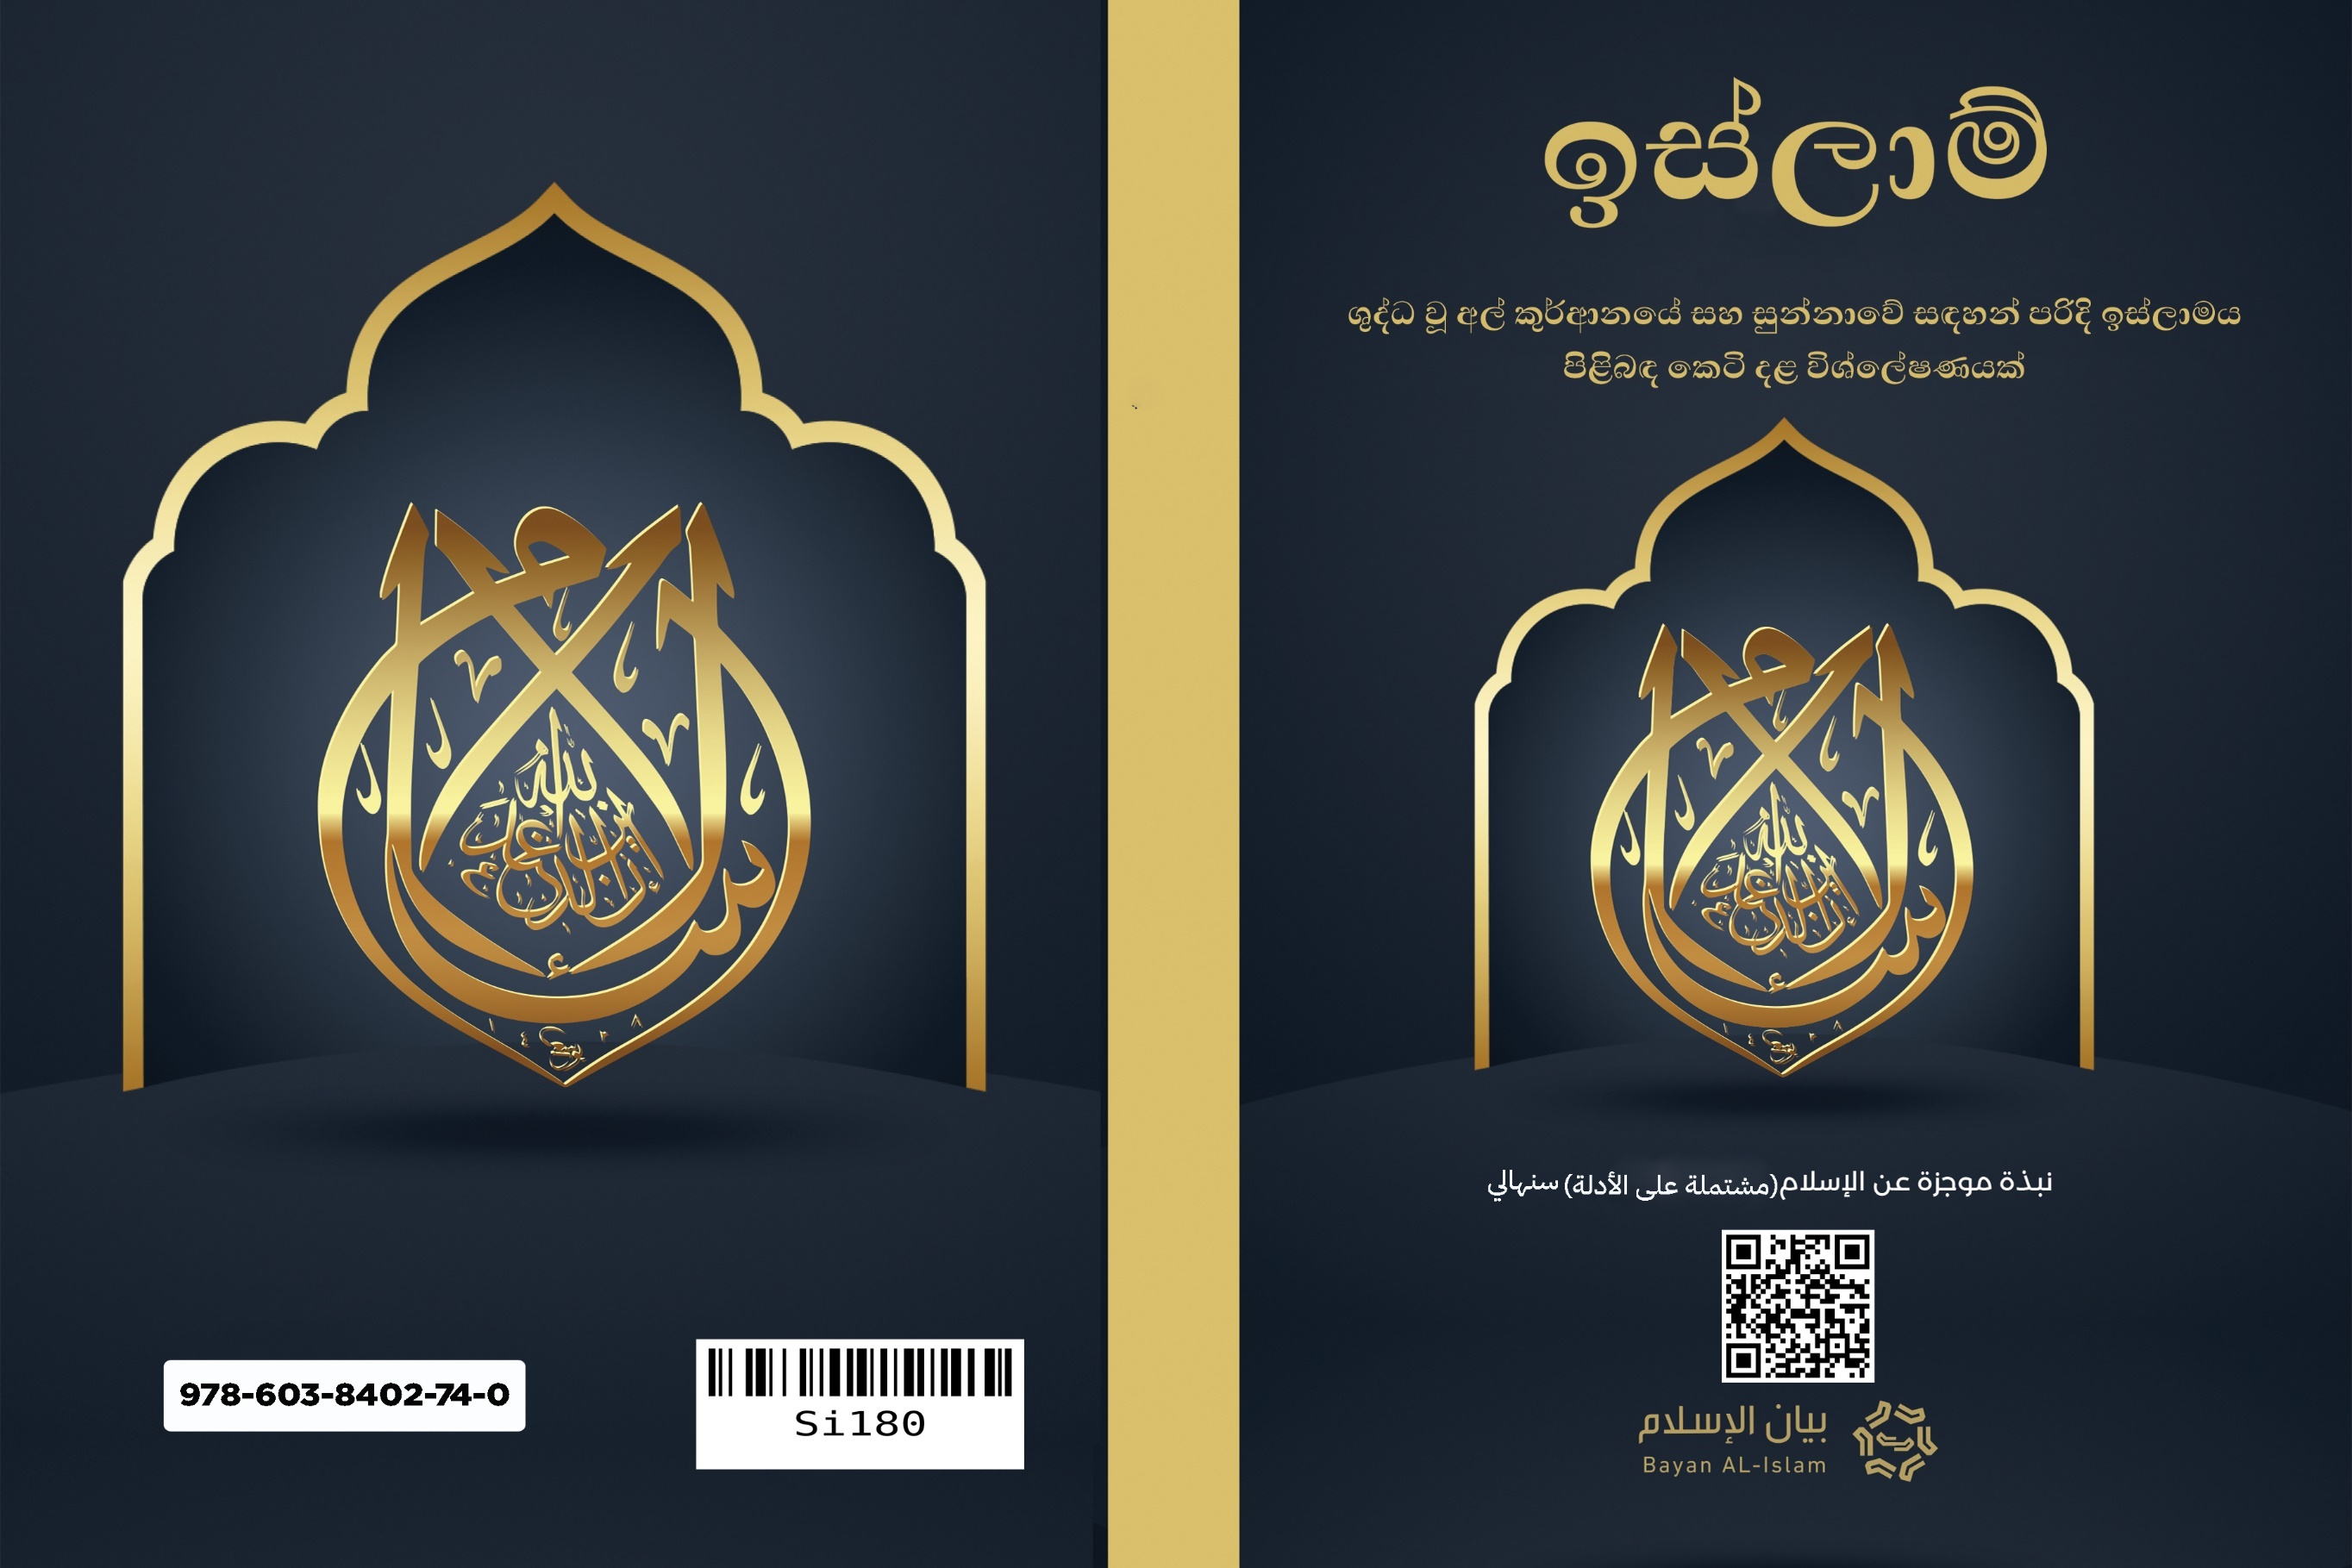 ඉස්ලාම්
ශුද්ධ වූ අල් කුර්ආනයේ සහ සුන්නාවේ සඳහන් පරිදි ඉස්ලාමය
පිළිබඳ කෙටි දළ විශ්ලේෂණයක්
نبذة موجزة عن الإسلام(مشتملة على الأدلة) سنهالي
بيان الإسلام
Bayan AL-Islam
978-603-8402-74-0
Si180